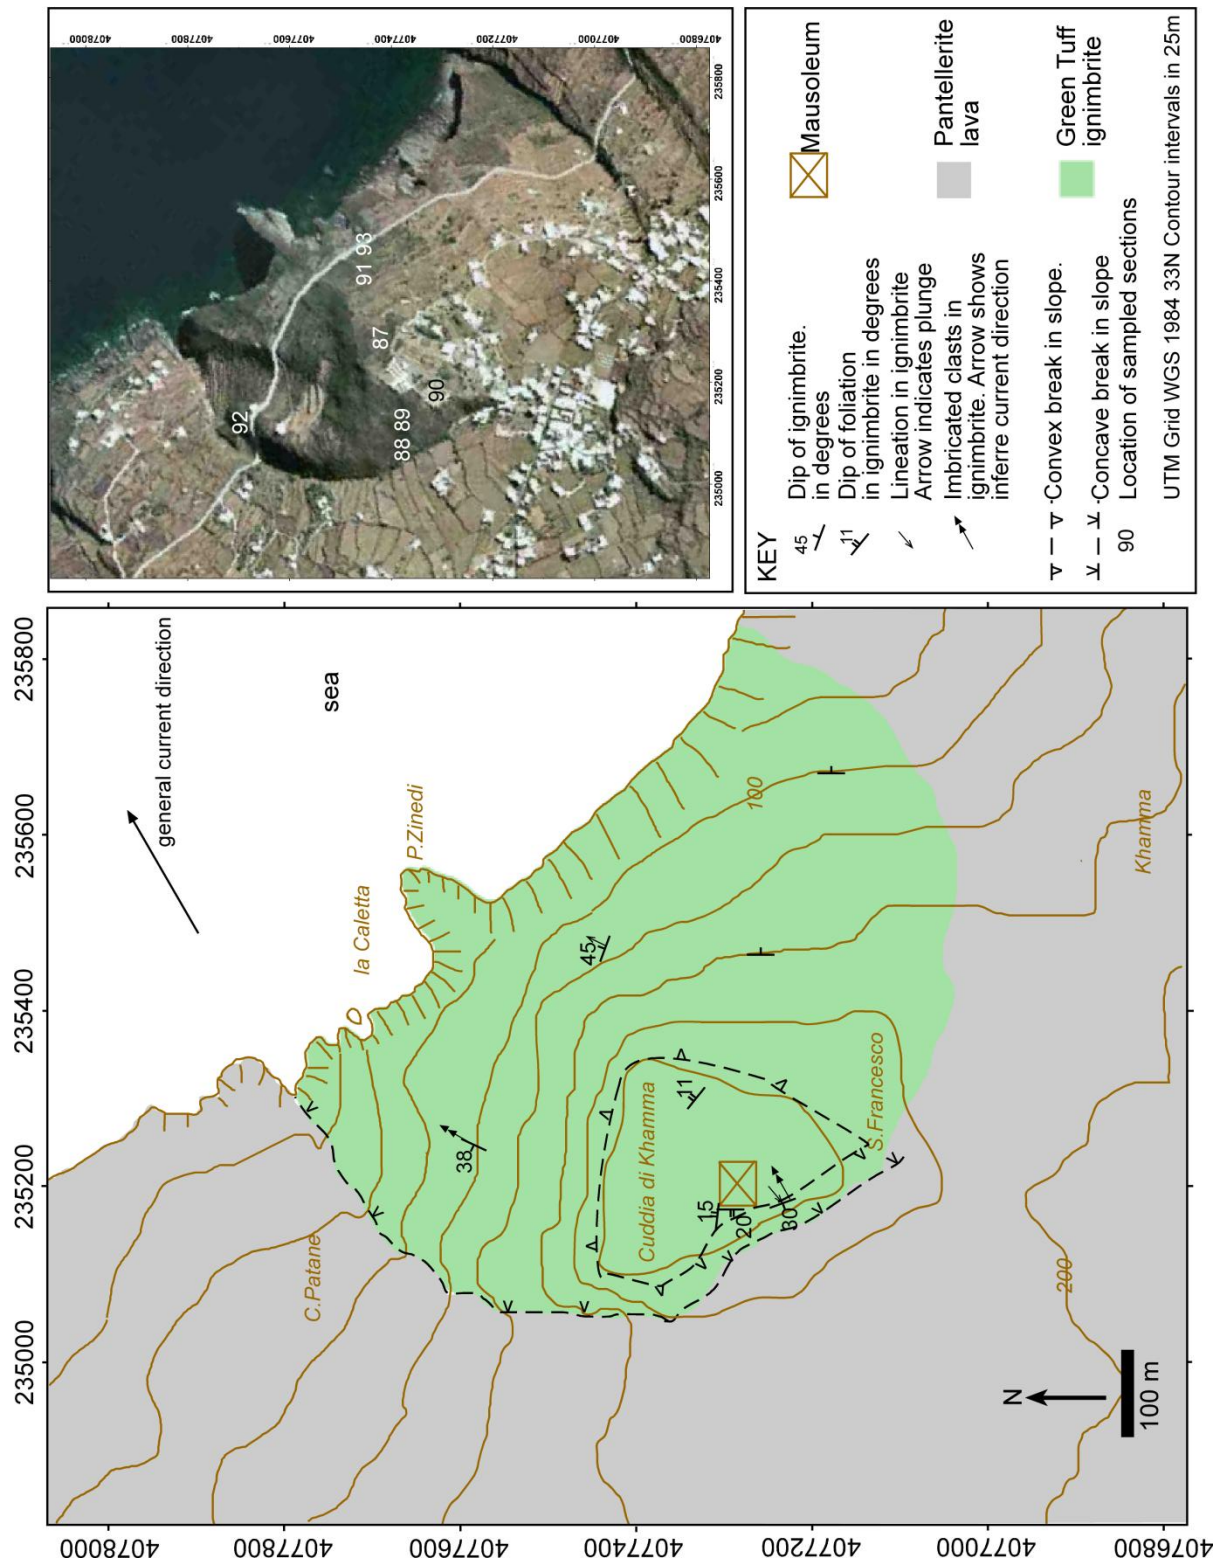 4078000
4077800
4077600
4077400
4077200
4077000
4076800
235000
235200
235400
235600
235800
general current direction
sea
la Caletta
P.Zinedi
C.Patane
Cuddia di Khamma
S.Francesco
Khamma
100
200
38
45
11
15
20
30
N
100 m
4078000
4077800
4077600
4077400
4077200
4077000
4076800
235000
235200
235400
235600
235800
92
91 93
87
88 89
90
KEY
45
Dip of ignimbrite.
in degrees
11
Dip of foliation
in ignimbrite in degrees
Lineation in ignimbrite
Arrow indicates plunge
Imbricated clasts in
ignimbrite. Arrow shows
inferre current direction
Convex break in slope.
Concave break in slope
90
Location of sampled sections
Mausoleum
Pantellerite
lava
Green Tuff
ignimbrite
UTM Grid WGS 1984 33N Contour intervals in 25m